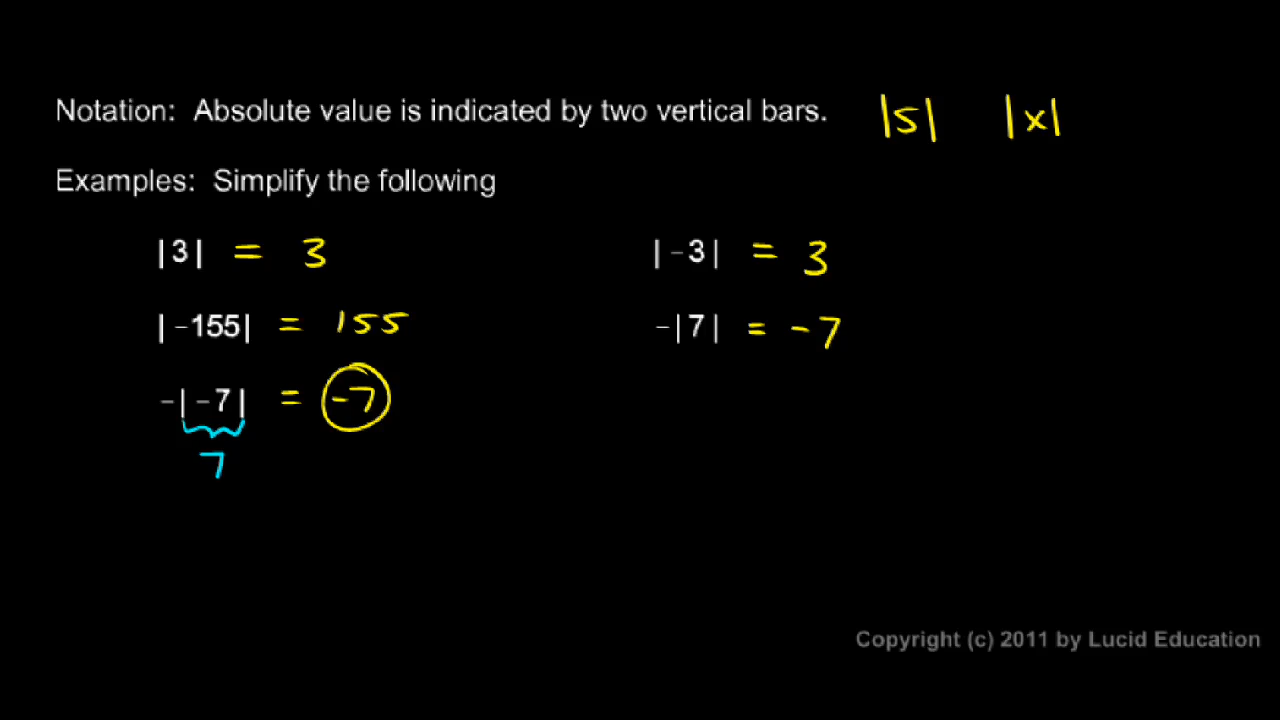 Notation: Absolute value is indicated by two vertical bars. |5| |x|
Examples: Simplify the following
|3| = 3 |-3| = 3
|-155| = 155 -|7| = -7
-|-7| = -7
7
Copyright (c) 2011 by Lucid Education